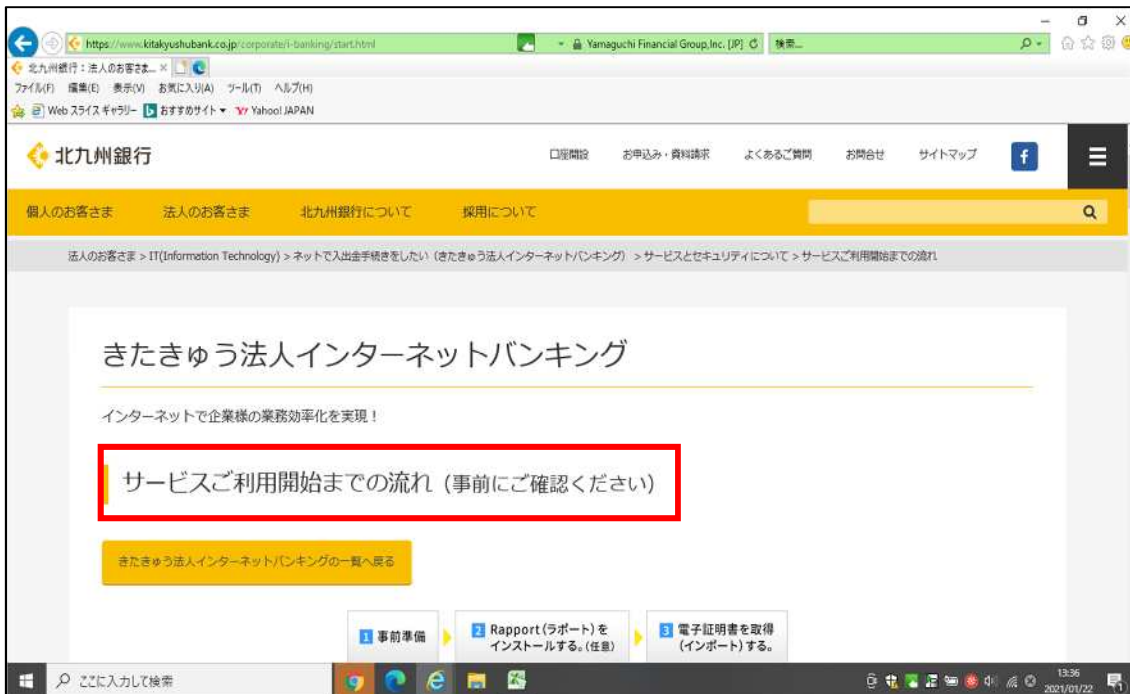 https://www.kitakyushubank.co.jp/corporate/i-banking/start.html
Yamaguchi Financial Group,Inc. [JP]
検索...
北九州銀行：法人のお客さま...
ファイル(F) 編集(E) 表示(V) お気に入り(A) ツール(T) ヘルプ(H)
Web スライス ギャラリー おすすめサイト Yahoo! JAPAN
北九州銀行
口座開設 お申込み・資料請求 よくあるご質問 お問合せ サイトマップ
個人のお客さま 法人のお客さま 北九州銀行について 採用について
法人のお客さま > IT(Information Technology) > ネットで入出金手続きをしたい（きたきゅう法人インターネットバンキング） > サービスとセキュリティについて > サービスご利用開始までの流れ
きたきゅう法人インターネットバンキング
インターネットで企業様の業務効率化を実現！
サービスご利用開始までの流れ（事前にご確認ください）
きたきゅう法人インターネットバンキングの一覧へ戻る
1 事前準備
2 Rapport(ラポート)を
インストールする。(任意)
3 電子証明書を取得
(インポート)する。
ここに入力して検索
13:36
2021/01/22